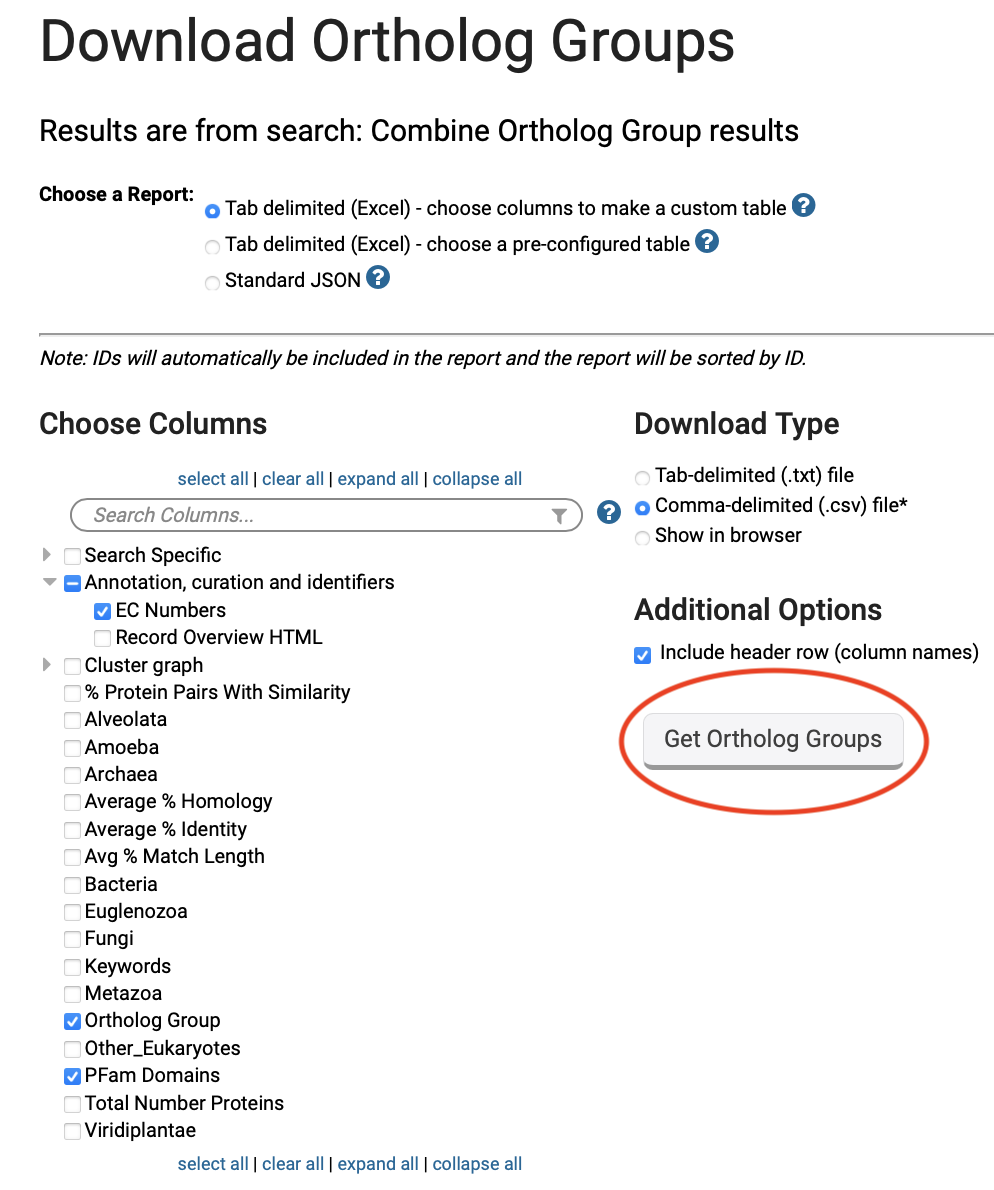 Download Ortholog Groups
Results are from search: Combine Ortholog Group results
Choose a Report:
Tab delimited (Excel) - choose columns to make a custom table ?
Tab delimited (Excel) - choose a pre-configured table ?
Standard JSON ?
Note: IDs will automatically be included in the report and the report will be sorted by ID.
Choose Columns
select all | clear all | expand all | collapse all
Search Columns...
?
Search Specific
Annotation, curation and identifiers
EC Numbers
Record Overview HTML
Cluster graph
% Protein Pairs With Similarity
Alveolata
Amoeba
Archaea
Average % Homology
Average % Identity
Avg % Match Length
Bacteria
Euglenozoa
Fungi
Keywords
Metazoa
Ortholog Group
Other_Eukaryotes
PFam Domains
Total Number Proteins
Viridiplantae
select all | clear all | expand all | collapse all
Download Type
Tab-delimited (.txt) file
Comma-delimited (.csv) file*
Show in browser
Additional Options
Include header row (column names)
Get Ortholog Groups